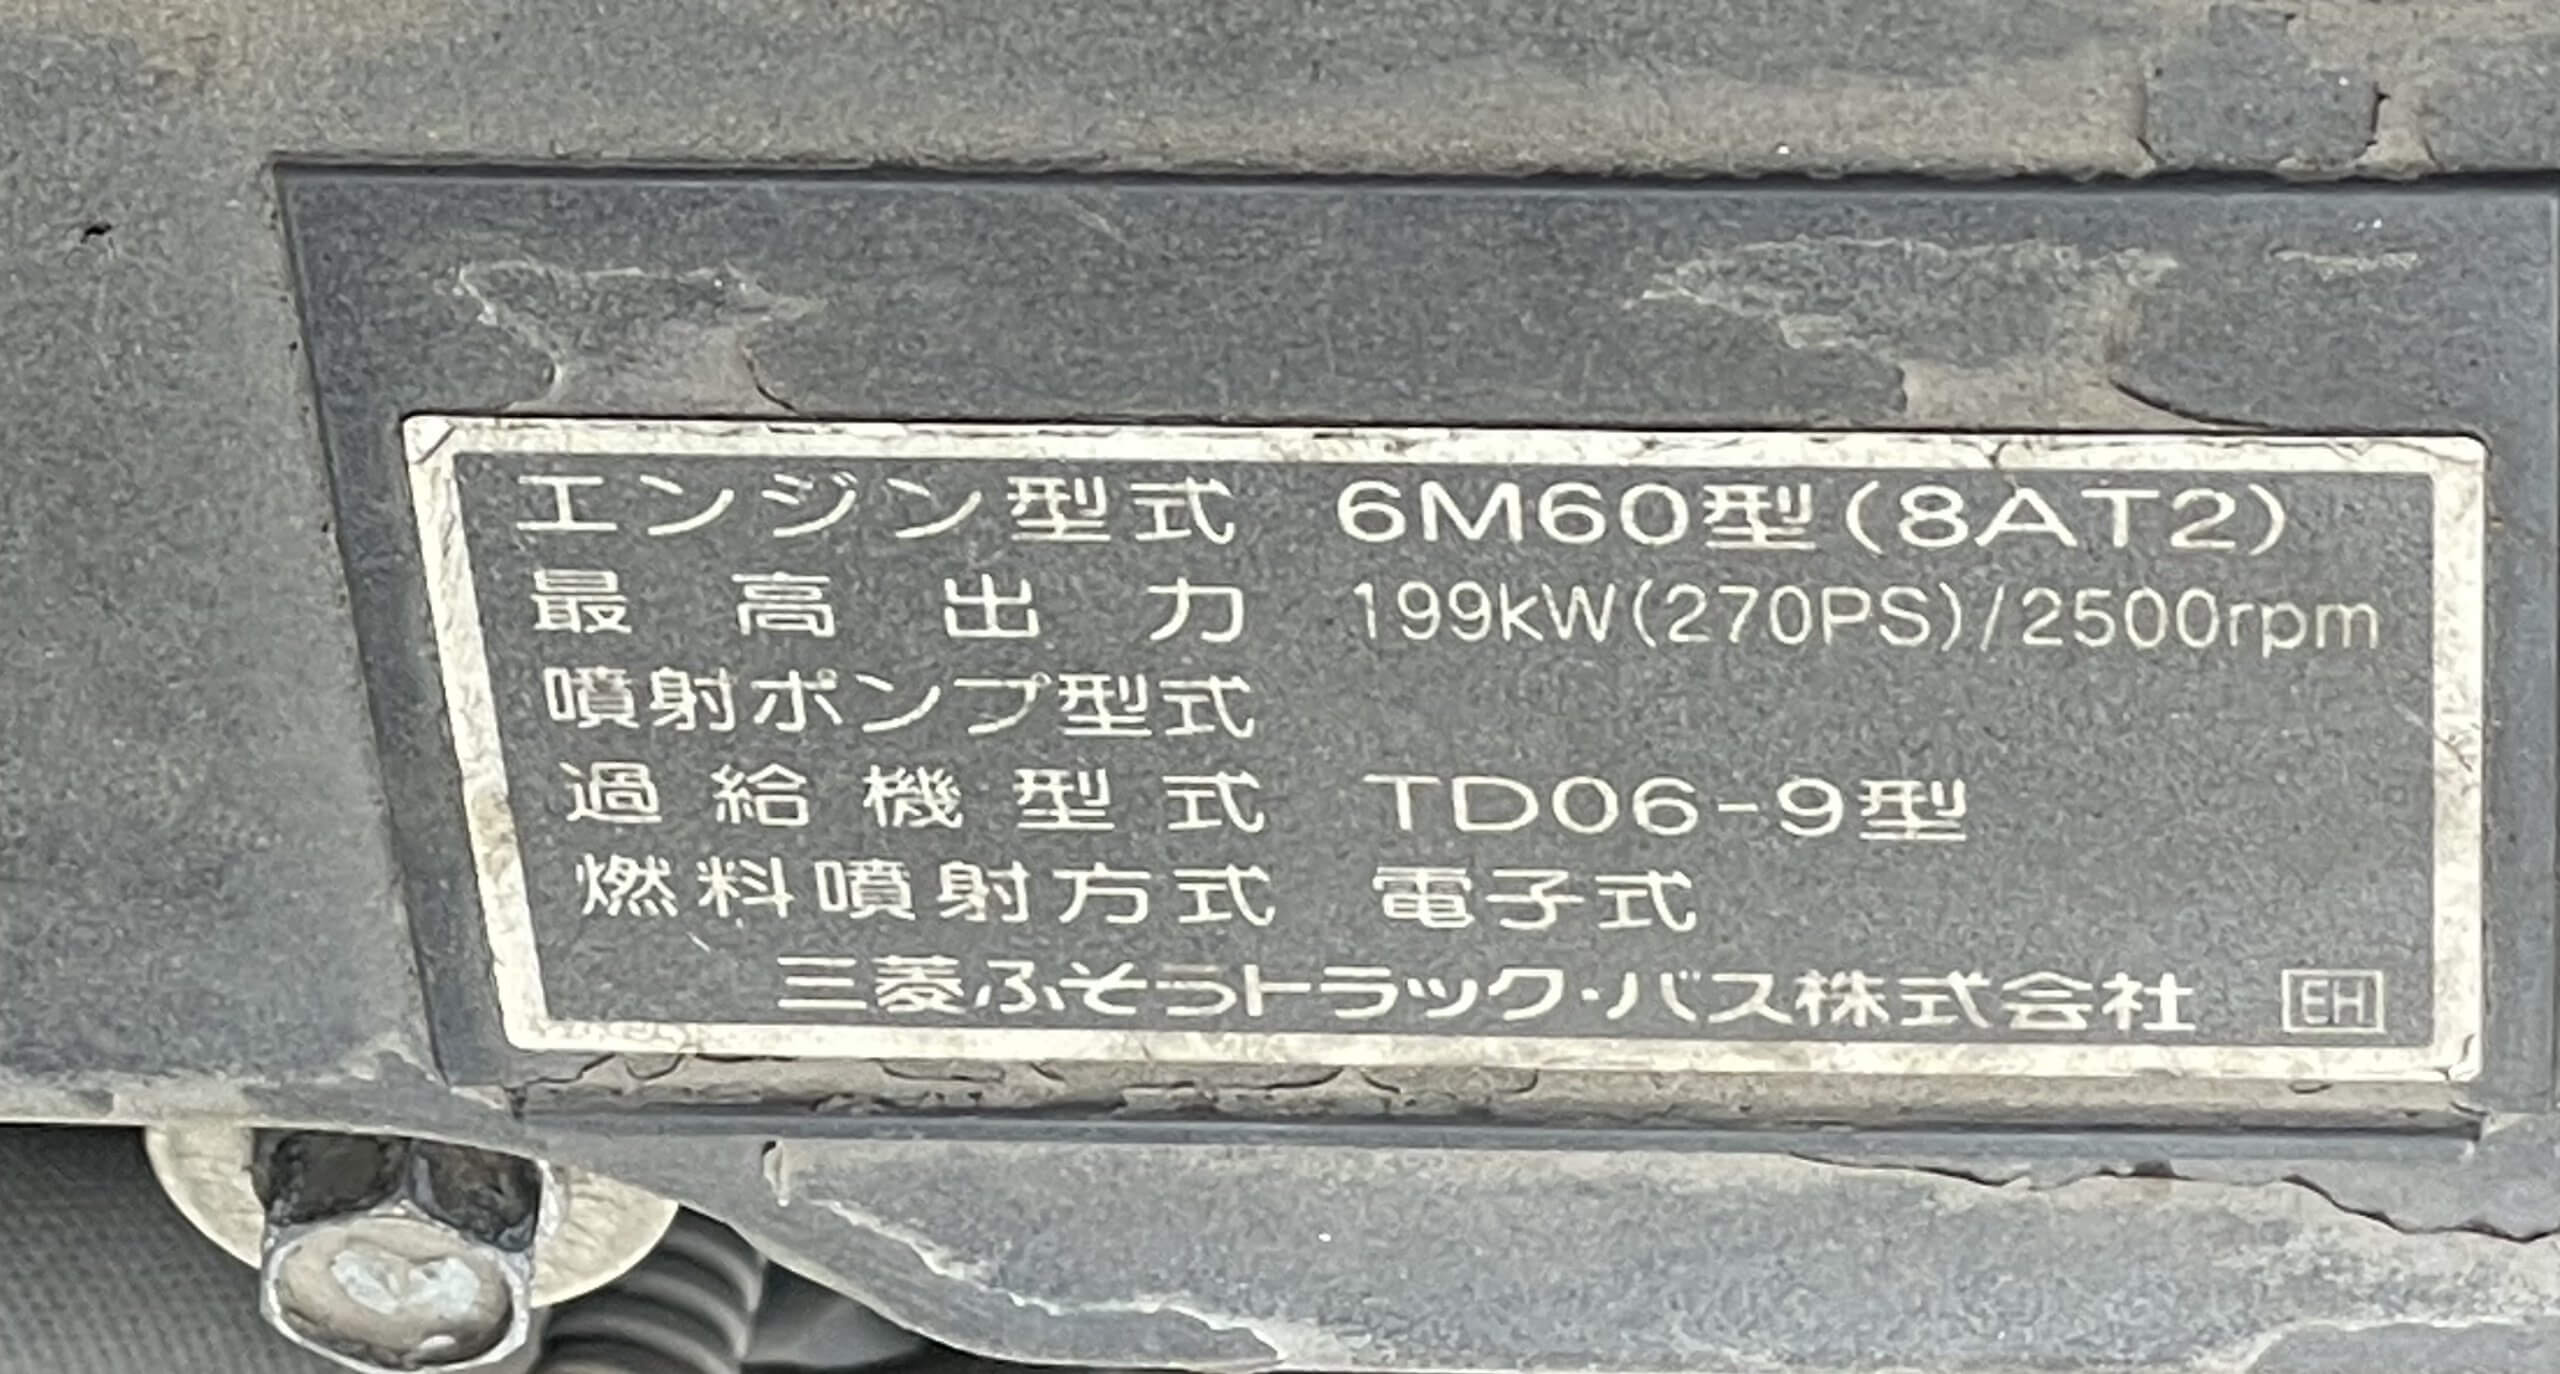 エンジン型式 6M60型(8AT2)
最高出力 199kW(270PS)/2500rpm
噴射ポンプ型式
過給機型式 TD06-9型
燃料噴射方式 電子式
三菱ふそうトラック・バス株式会社 EH